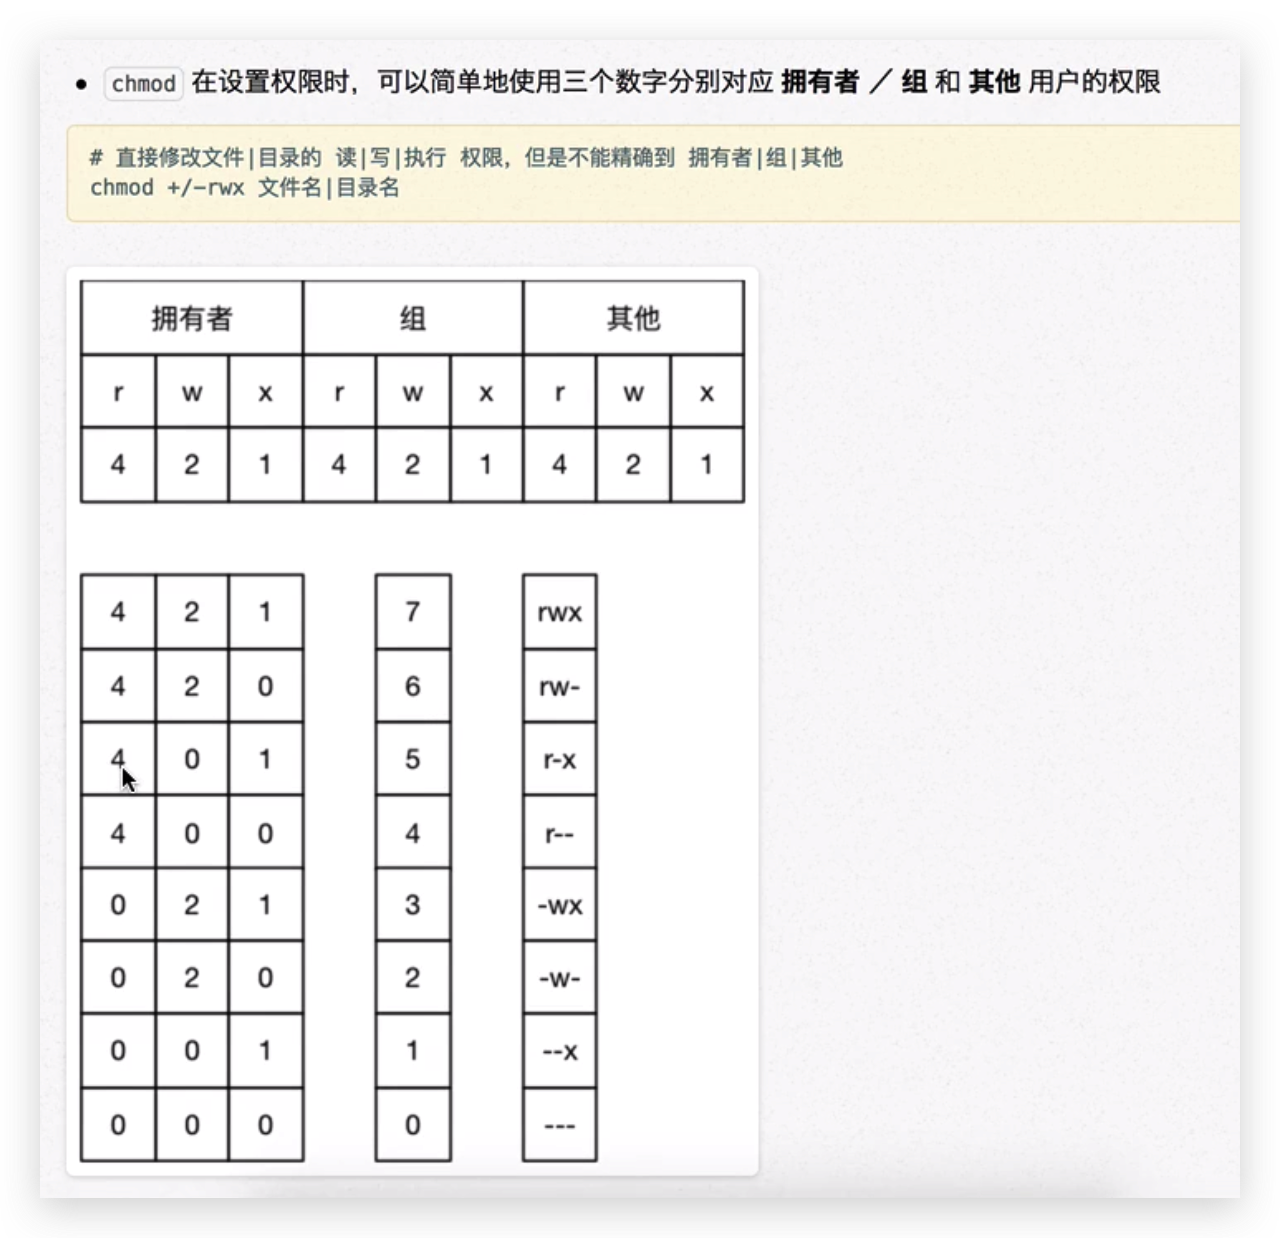 • chmod 在设置权限时，可以简单地使用三个数字分别对应 拥有者 ／ 组 和 其他 用户的权限
# 直接修改文件|目录的 读|写|执行 权限，但是不能精确到 拥有者|组|其他
chmod +/-rwx 文件名|目录名
拥有者 组 其他
r w x r w x r w x
4 2 1 4 2 1 4 2 1
4 2 1 7 rwx
4 2 0 6 rw-
4 0 1 5 r-x
4 0 0 4 r--
0 2 1 3 -wx
0 2 0 2 -w-
0 0 1 1 --x
0 0 0 0 ---